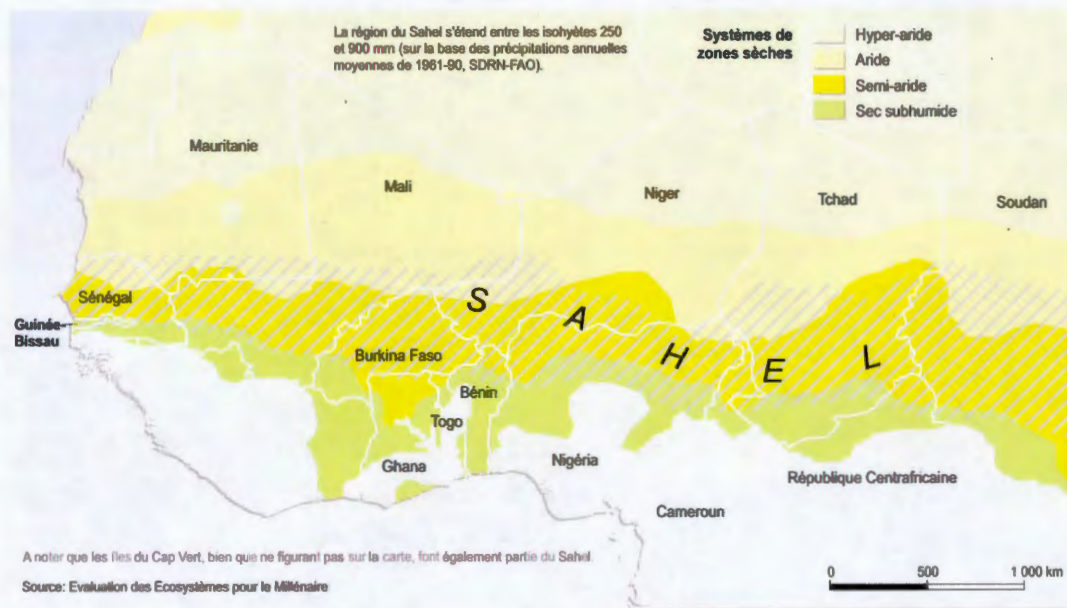 La région du Sahel s'étend entre les isohyètes 250
et 900 mm (sur la base des précipitations annuelles
moyennes de 1961-90, SDRN-FAO).
Systèmes de
zones sèches
Hyper-aride
Aride
Semi-aride
Sec subhumide
Mauritanie
Mali
Niger
Tchad
Soudan
Sénégal
Guinée-
Bissau
S A H E L
Burkina Faso
Bénin
Togo
Ghana
Nigéria
République Centrafricaine
Cameroun
A noter que les îles du Cap Vert, bien que ne figurant pas sur la carte, font également partie du Sahel.
Source: Evaluation des Ecosystèmes pour le Millénaire
0 500 1 000 km